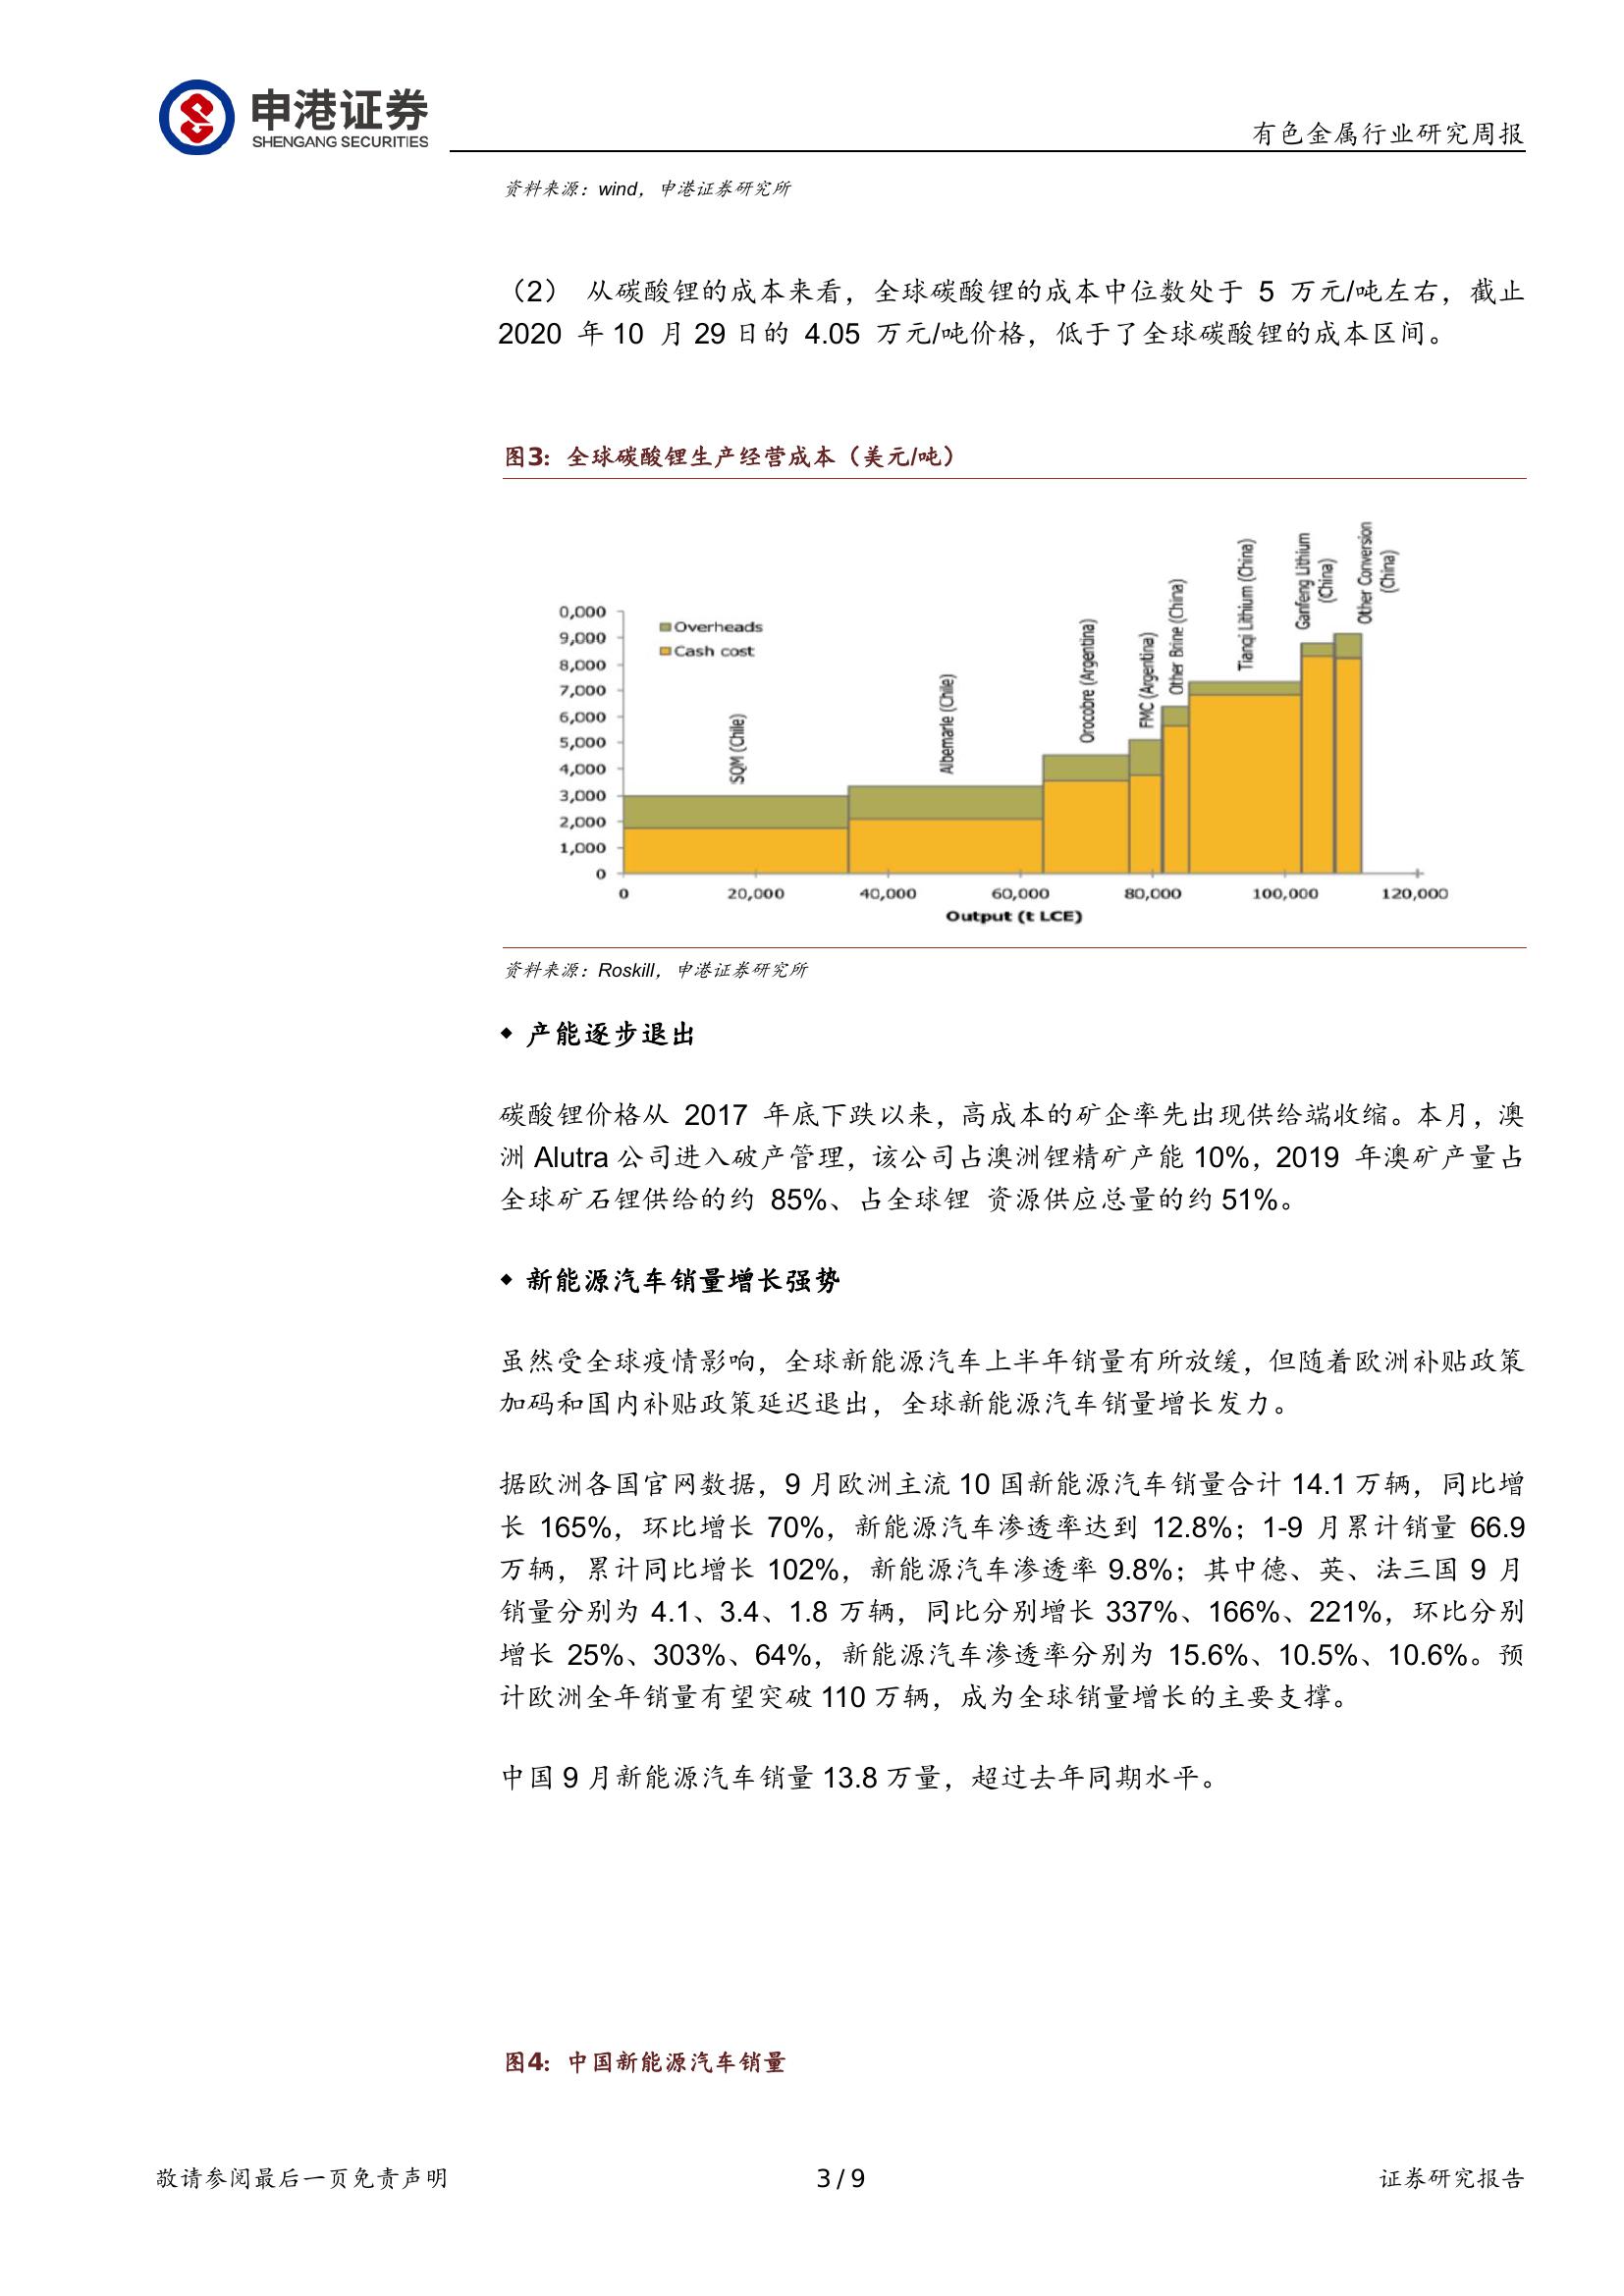 申港证券
SHENGANG SECURITIES
有色金属行业研究周报
资料来源：wind，申港证券研究所
（2） 从碳酸锂的成本来看，全球碳酸锂的成本中位数处于 5 万元/吨左右，截止
2020 年 10 月 29 日的 4.05 万元/吨价格，低于了全球碳酸锂的成本区间。
图3：全球碳酸锂生产经营成本（美元/吨）
0,000
9,000
8,000
7,000
6,000
5,000
4,000
3,000
2,000
1,000
0
Overheads
Cash cost
SQM (Chile)
Albemarle (Chile)
Orocobre (Argentina)
FMC (Argentina)
Other Brine (China)
Tianqi Lithium (China)
Ganfeng Lithium
(China)
Other Conversion
(China)
0 20,000 40,000 60,000 80,000 100,000 120,000
Output (t LCE)
资料来源：Roskill，申港证券研究所
◆ 产能逐步退出
碳酸锂价格从 2017 年底下跌以来，高成本的矿企率先出现供给端收缩。本月，澳
洲 Alutra 公司进入破产管理，该公司占澳洲锂精矿产能 10%，2019 年澳矿产量占
全球矿石锂供给的约 85%、占全球锂 资源供应总量的约 51%。
◆ 新能源汽车销量增长强势
虽然受全球疫情影响，全球新能源汽车上半年销量有所放缓，但随着欧洲补贴政策
加码和国内补贴政策延迟退出，全球新能源汽车销量增长发力。
据欧洲各国官网数据，9 月欧洲主流 10 国新能源汽车销量合计 14.1 万辆，同比增
长 165%，环比增长 70%，新能源汽车渗透率达到 12.8%；1-9 月累计销量 66.9
万辆，累计同比增长 102%，新能源汽车渗透率 9.8%；其中德、英、法三国 9 月
销量分别为 4.1、3.4、1.8 万辆，同比分别增长 337%、166%、221%，环比分别
增长 25%、303%、64%，新能源汽车渗透率分别为 15.6%、10.5%、10.6%。预
计欧洲全年销量有望突破 110 万辆，成为全球销量增长的主要支撑。
中国 9 月新能源汽车销量 13.8 万量，超过去年同期水平。
图4：中国新能源汽车销量
敬请参阅最后一页免责声明
3 / 9
证券研究报告